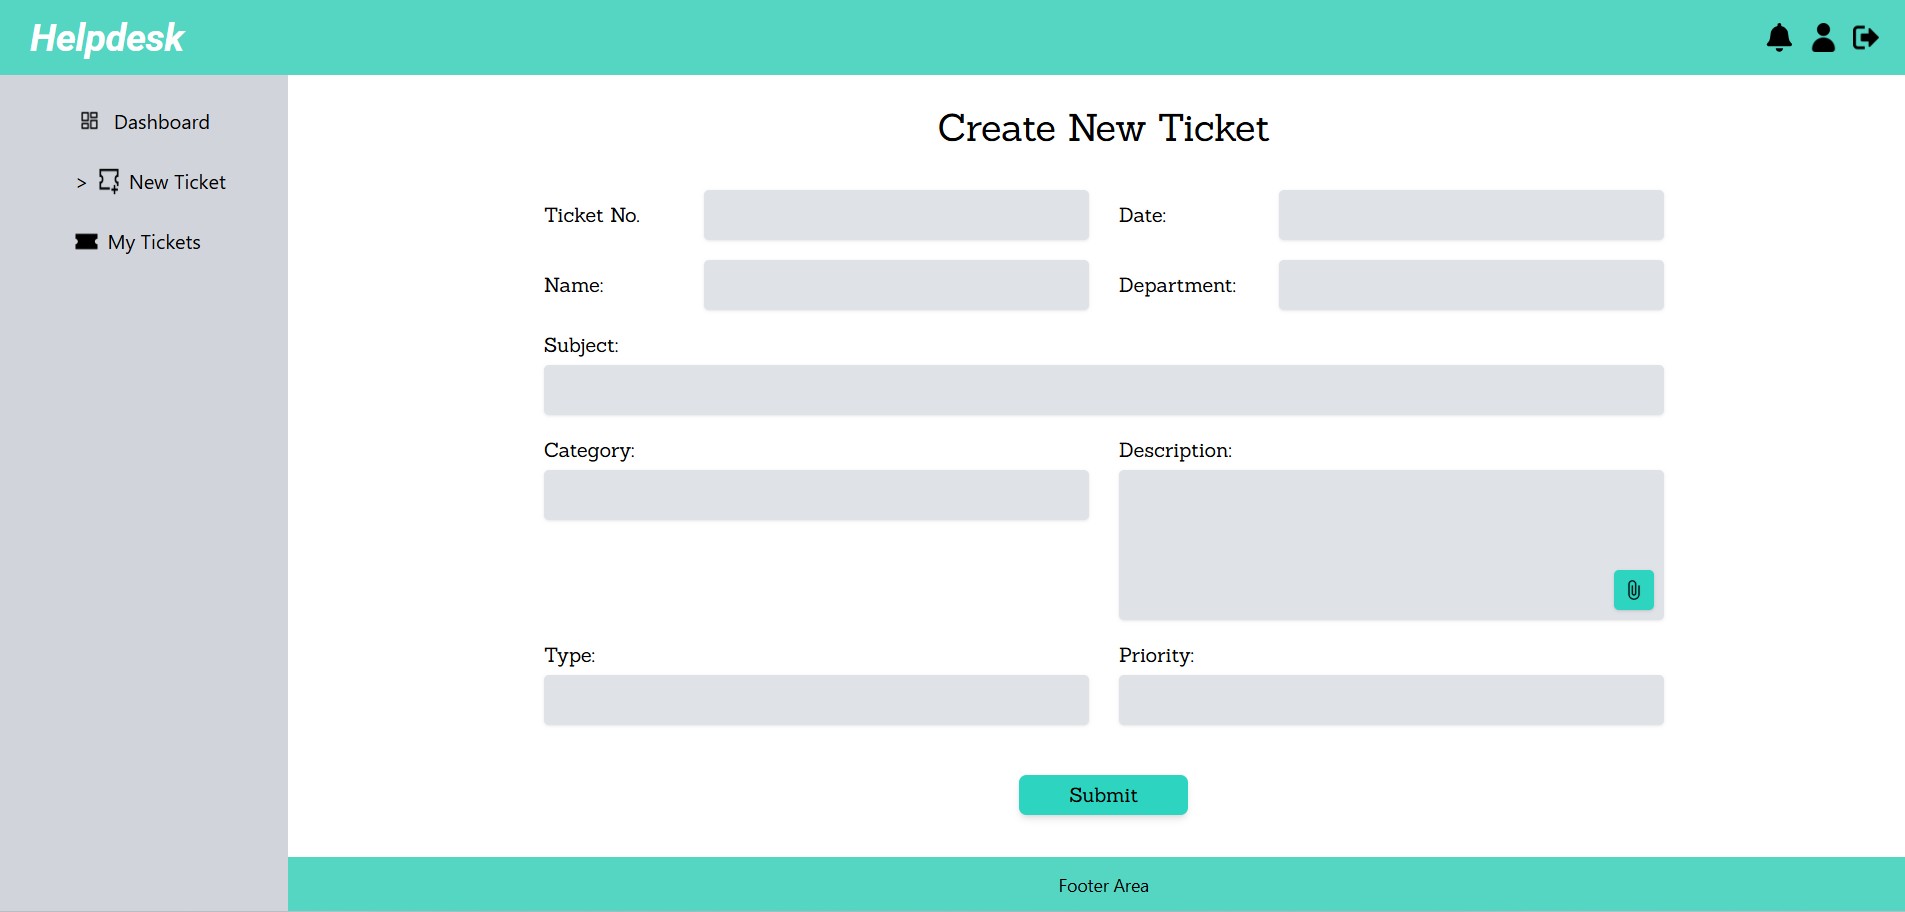 Helpdesk
Dashboard
> New Ticket
My Tickets
Create New Ticket
Ticket No.
Date:
Name:
Department:
Subject:
Category:
Description:
Type:
Priority:
Submit
Footer Area